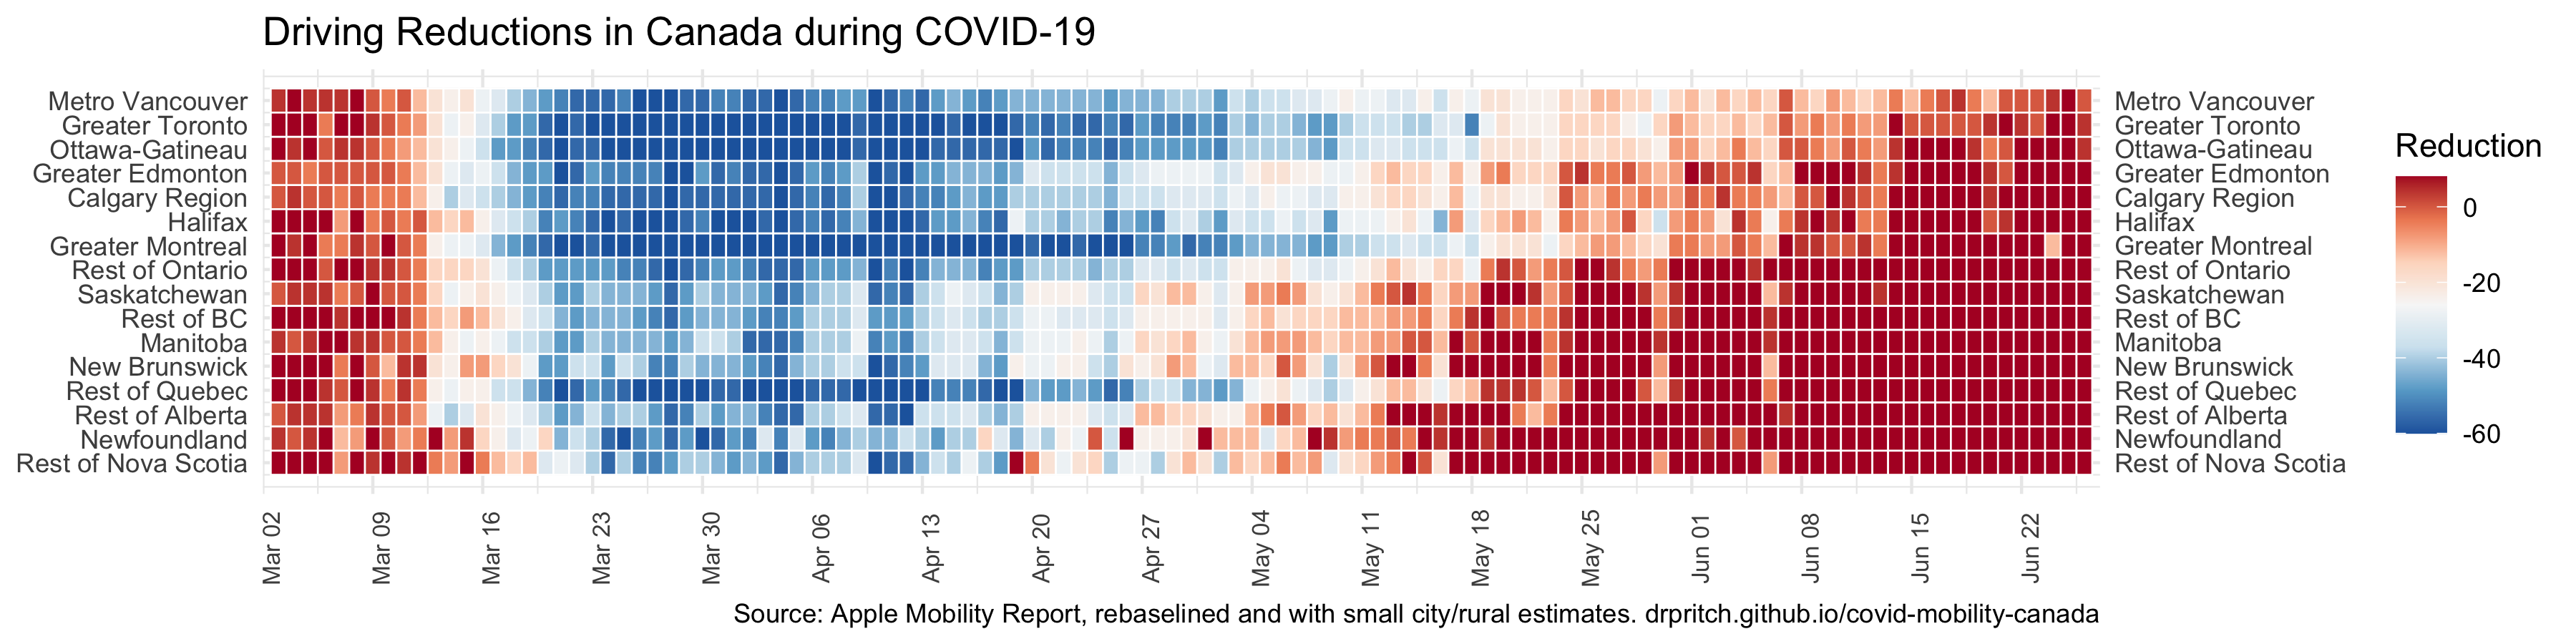 Driving Reductions in Canada during COVID-19
Metro Vancouver
Greater Toronto
Ottawa-Gatineau
Greater Edmonton
Calgary Region
Halifax
Greater Montreal
Rest of Ontario
Saskatchewan
Rest of BC
Manitoba
New Brunswick
Rest of Quebec
Rest of Alberta
Newfoundland
Rest of Nova Scotia
Metro Vancouver
Greater Toronto
Ottawa-Gatineau
Greater Edmonton
Calgary Region
Halifax
Greater Montreal
Rest of Ontario
Saskatchewan
Rest of BC
Manitoba
New Brunswick
Rest of Quebec
Rest of Alberta
Newfoundland
Rest of Nova Scotia
Reduction
0
-20
-40
-60
Mar 02
Mar 09
Mar 16
Mar 23
Mar 30
Apr 06
Apr 13
Apr 20
Apr 27
May 04
May 11
May 18
May 25
Jun 01
Jun 08
Jun 15
Jun 22
Source: Apple Mobility Report, rebaselined and with small city/rural estimates. drpritch.github.io/covid-mobility-canada